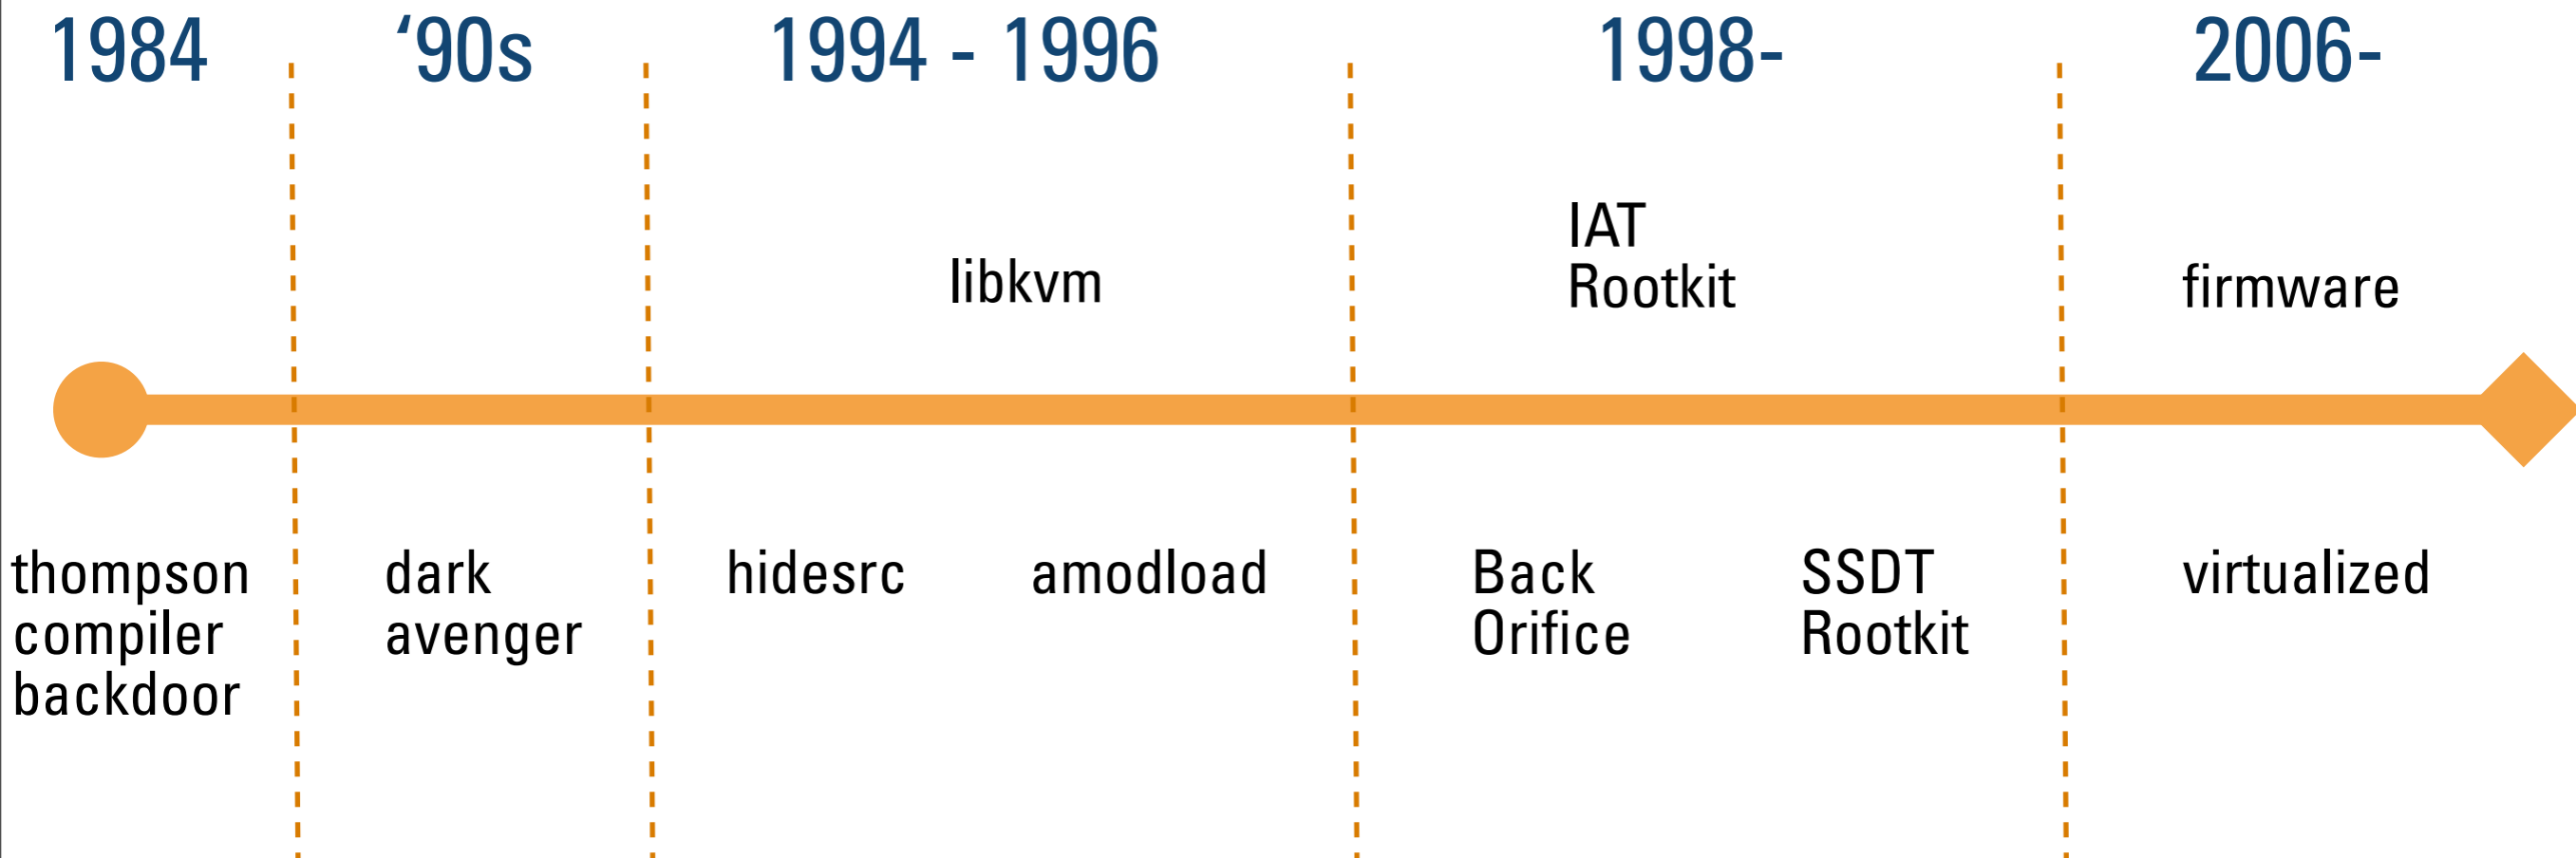 1984
‘90s
1994 - 1996
1998-
2006-
libkvm
IAT
Rootkit
firmware
thompson
compiler
backdoor
dark
avenger
hidesrc
amodload
Back
Orifice
SSDT
Rootkit
virtualized